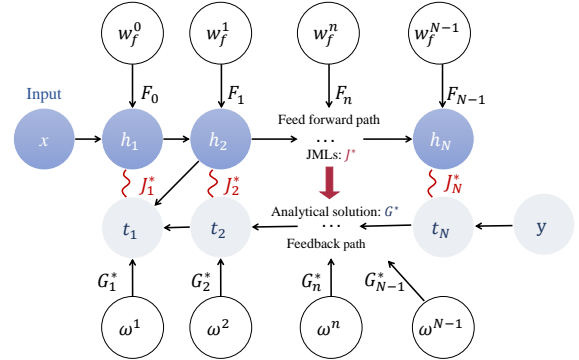 w_f^0 w_f^1 w_f^n w_f^{N-1}
F_0 F_1 F_n F_{N-1}
Input
Feed forward path
x h_1 h_2 ... h_N
JMLs: J*
J_1^* J_2^* J_N^*
Analytical solution: G*
t_1 t_2 ... t_N y
Feedback path
G_1^* G_2^* G_n^* G_{N-1}^*
ω^1 ω^2 ω^n ω^{N-1}